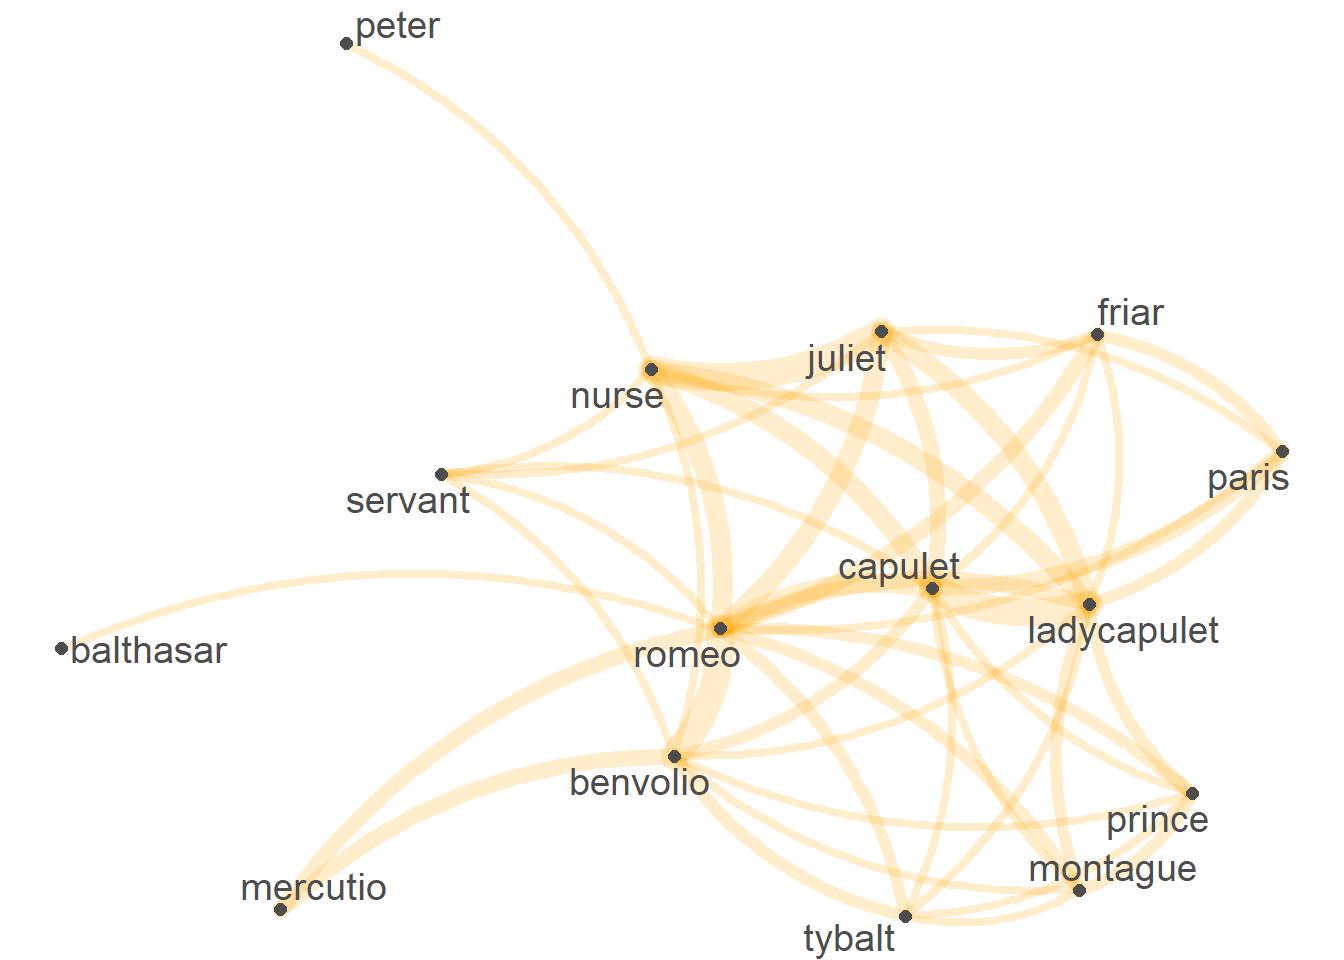 peter
friar
juliet
nurse
paris
servant
capulet
ladycapulet
romeo
balthasar
benvolio
prince
montague
mercutio
tybalt